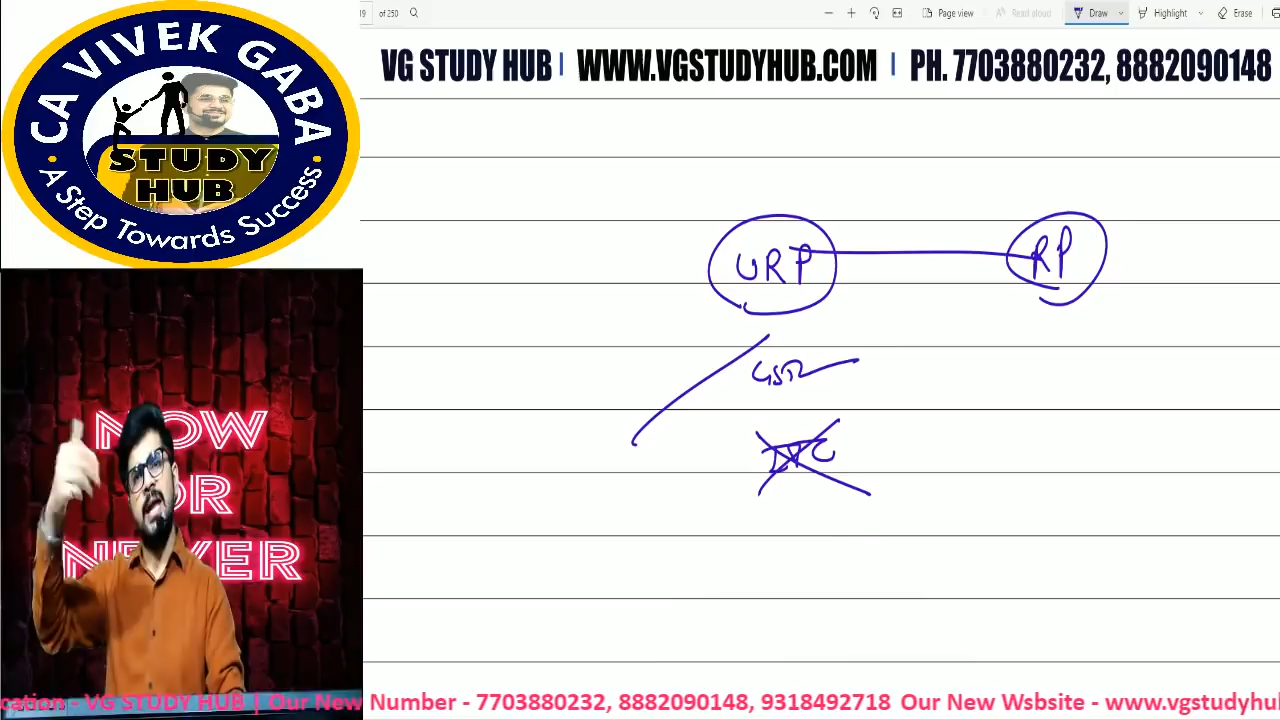 CA VIVEK GABA
STUDY
HUB
A Step Towards Success
of 250
Page view
Read aloud
Draw
Highlight
Erase
VG STUDY HUB | WWW.VGSTUDYHUB.COM | PH. 7703880232, 8882090148
URP
RP
ITC
NOW
OR
NEVER
cation - VG STUDY HUB | Our New Number - 7703880232, 8882090148, 9318492718 Our New Wsbsite - www.vgstudyhu